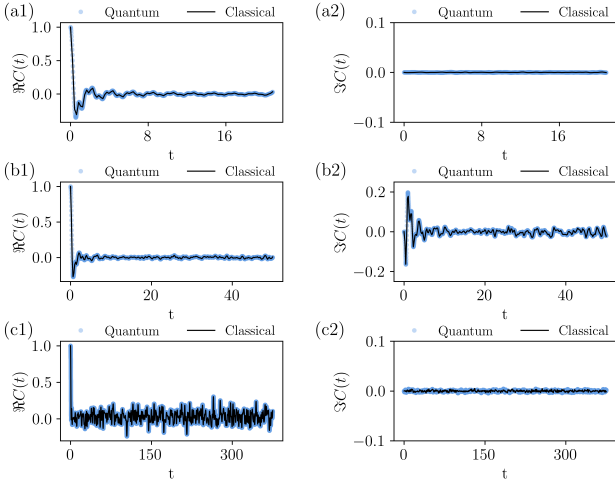 (a1) Quantum Classical
ℜC(t)
1.0
0.5
0.0
0 8 16
t
(a2) Quantum Classical
ℑC(t)
0.1
0.0
−0.1
0 8 16
t
(b1) Quantum Classical
ℜC(t)
1.0
0.5
0.0
0 20 40
t
(b2) Quantum Classical
ℑC(t)
0.2
0.0
−0.2
0 20 40
t
(c1) Quantum Classical
ℜC(t)
1.0
0.5
0.0
0 150 300
t
(c2) Quantum Classical
ℑC(t)
0.1
0.0
−0.1
0 150 300
t